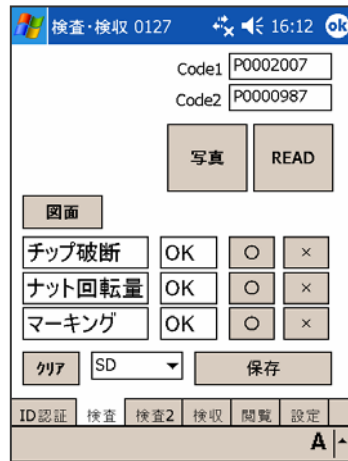 検査・検収 0127 16:12 ok
Code1 P0002007
Code2 P0000987
写真 READ
図面
チップ破断 OK ○ ×
ナット回転量 OK ○ ×
マーキング OK ○ ×
クリア SD 保存
ID認証 検査 検査2 検収 閲覧 設定
A